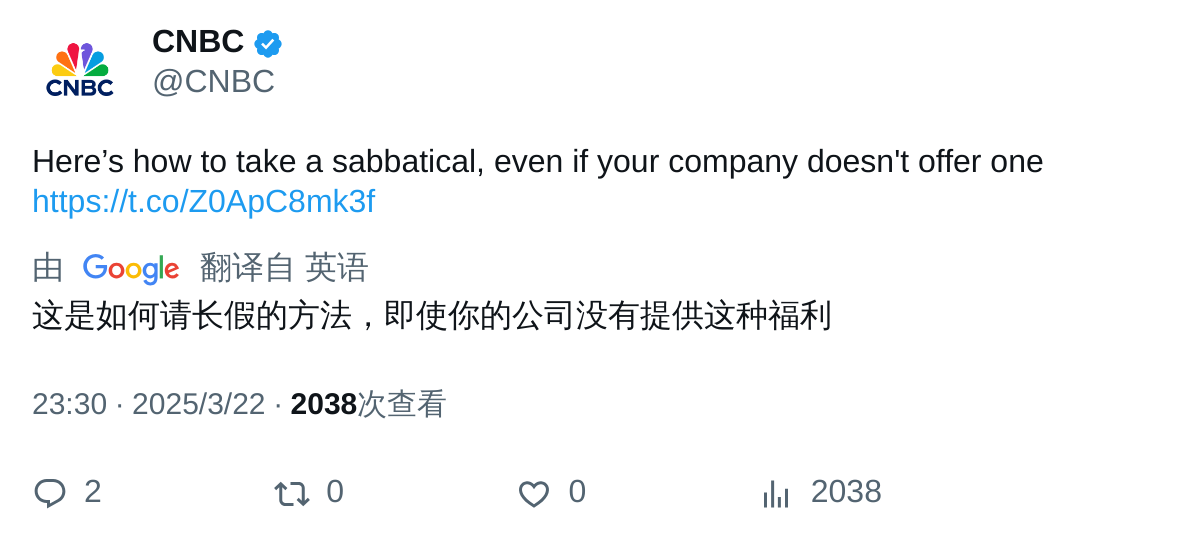 CNBC
CNBC
@CNBC
Here’s how to take a sabbatical, even if your company doesn't offer one
https://t.co/Z0ApC8mk3f
由 Google 翻译自 英语
这是如何请长假的方法，即使你的公司没有提供这种福利
23:30 · 2025/3/22 · 2038次查看
2 0 0 2038